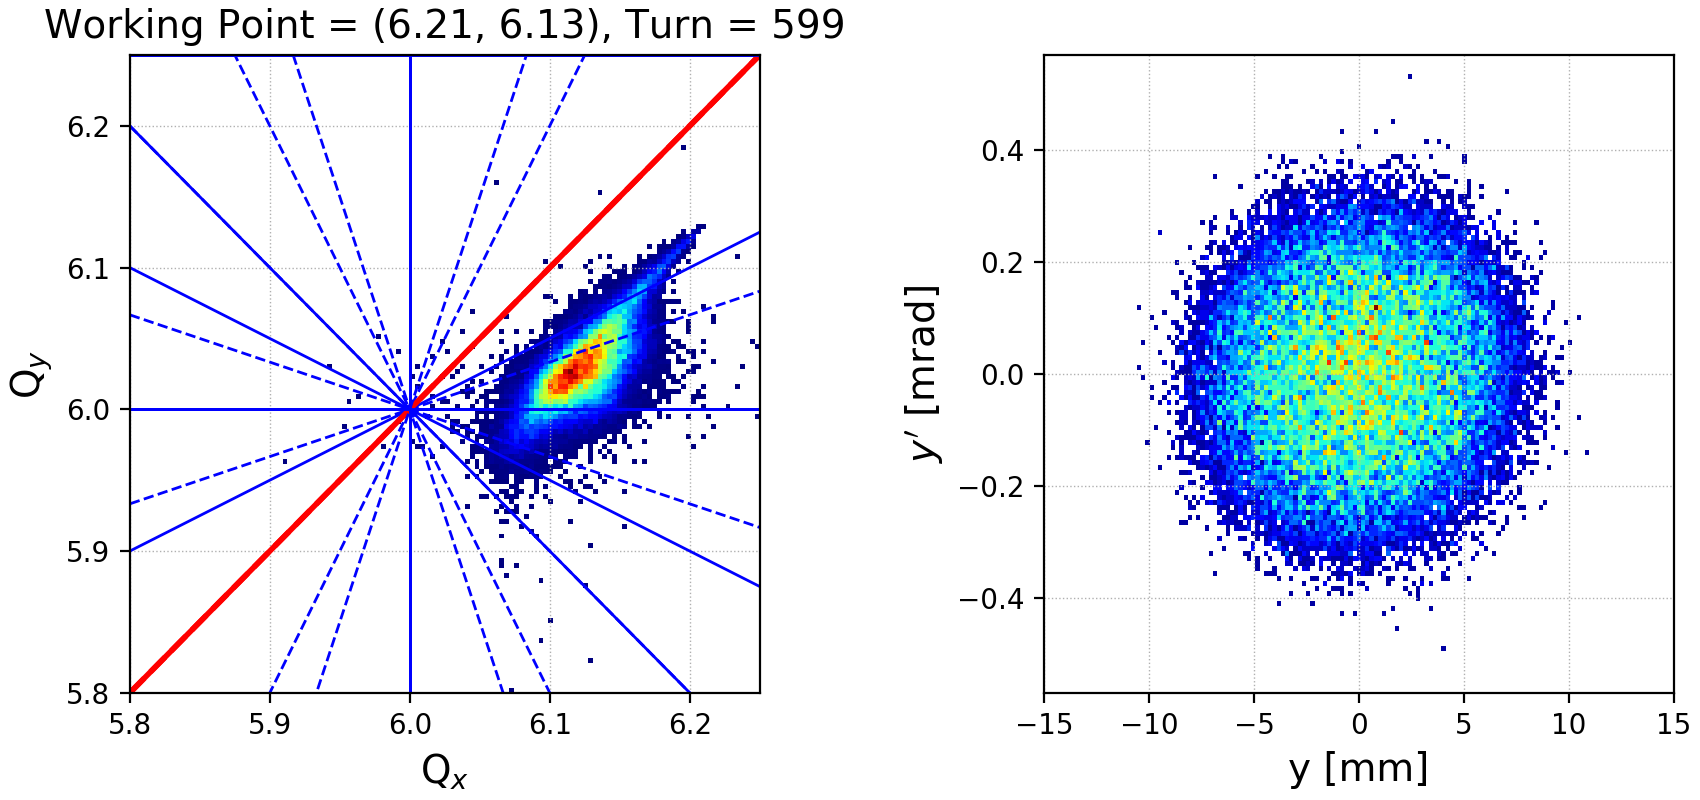 Working Point = (6.21, 6.13), Turn = 599
6.2
6.1
6.0
5.9
5.8
Qy
5.8 5.9 6.0 6.1 6.2
Qx
0.4
0.2
0.0
−0.2
−0.4
y′ [mrad]
−15 −10 −5 0 5 10 15
y [mm]